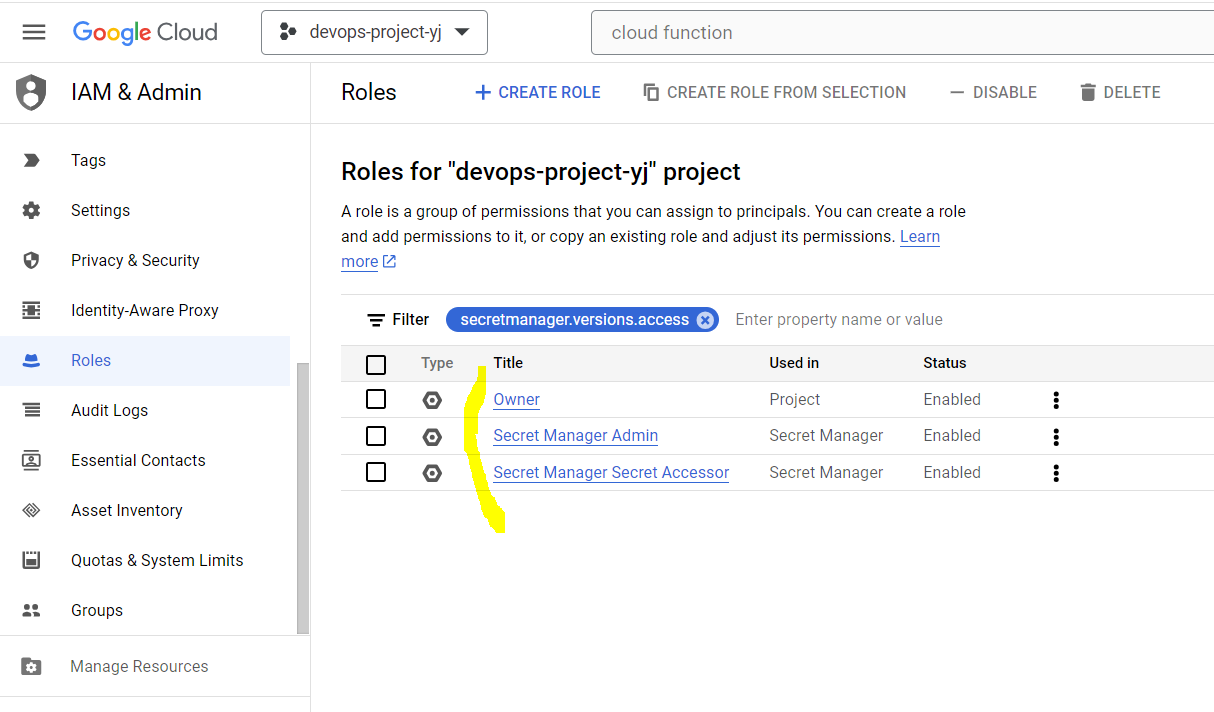 Google Cloud
devops-project-yj
cloud function
IAM & Admin
Tags
Settings
Privacy & Security
Identity-Aware Proxy
Roles
Audit Logs
Essential Contacts
Asset Inventory
Quotas & System Limits
Groups
Manage Resources
Roles
CREATE ROLE
CREATE ROLE FROM SELECTION
DISABLE
DELETE
Roles for "devops-project-yj" project
A role is a group of permissions that you can assign to principals. You can create a role
and add permissions to it, or copy an existing role and adjust its permissions. Learn
more
Filter secretmanager.versions.access Enter property name or value
Type Title Used in Status
Owner Project Enabled
Secret Manager Admin Secret Manager Enabled
Secret Manager Secret Accessor Secret Manager Enabled